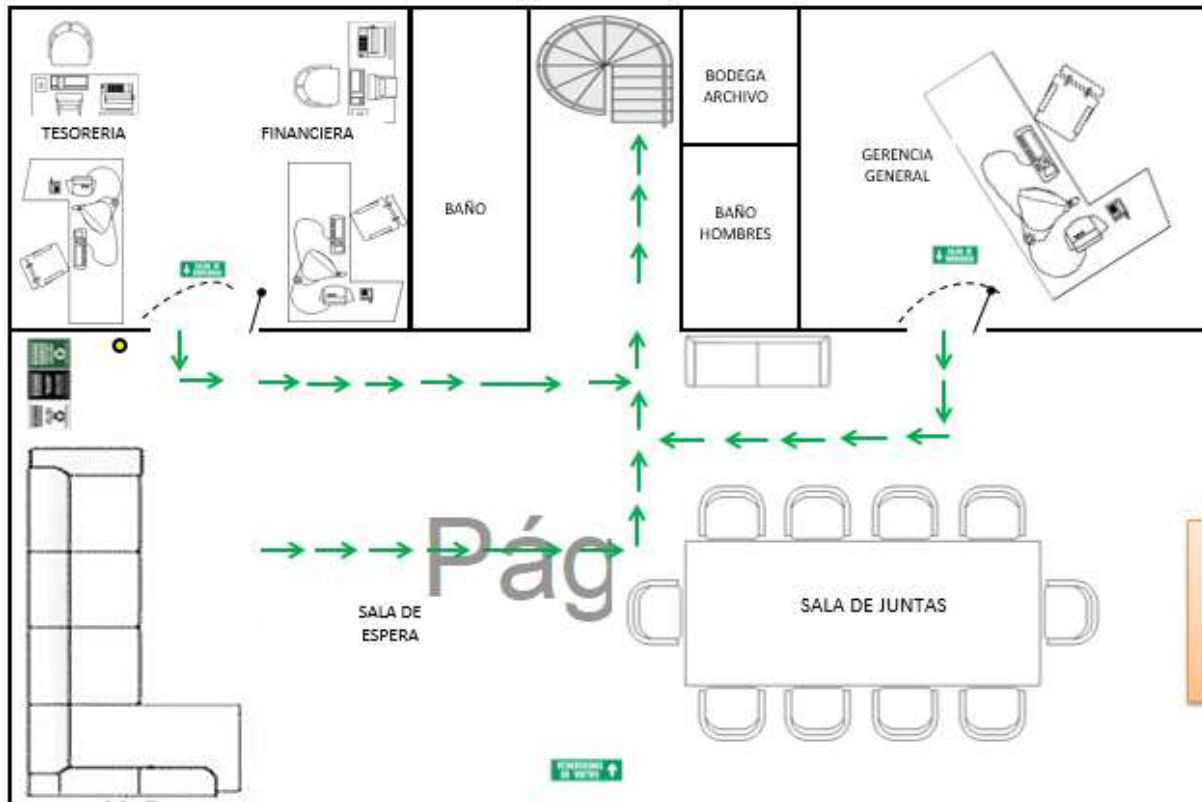 TESORERIA
FINANCIERA
BAÑO
BODEGA
ARCHIVO
BAÑO
HOMBRES
GERENCIA
GENERAL
Pág
SALA DE
ESPERA
SALA DE JUNTAS